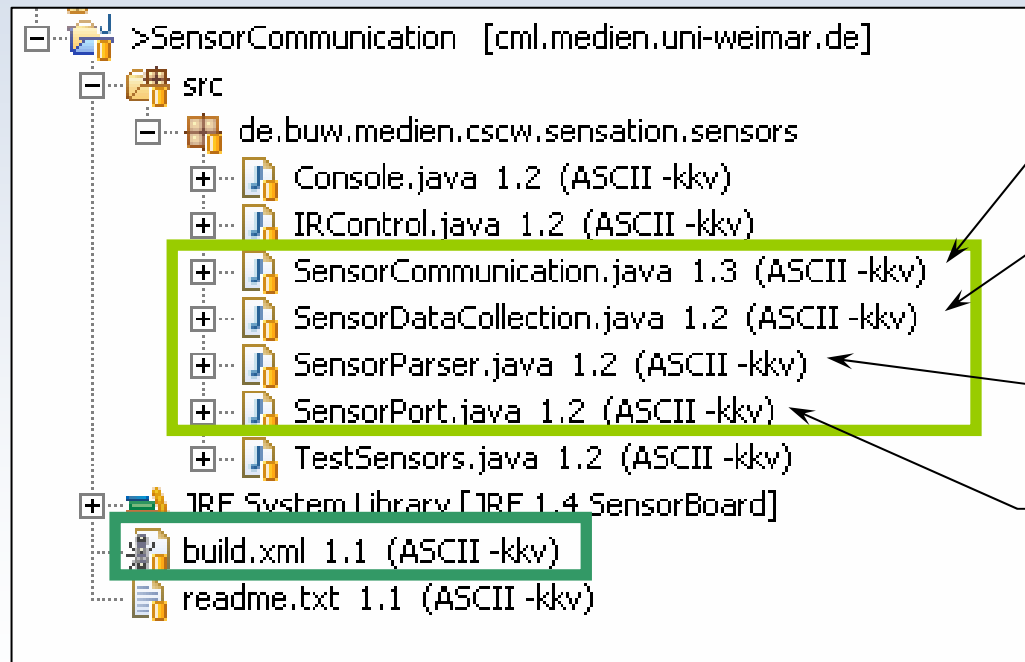 >SensorCommunication [cml.medien.uni-weimar.de]
src
de.buw.medien.cscw.sensation.sensors
Console.java 1.2 (ASCII -kkv)
IRControl.java 1.2 (ASCII -kkv)
SensorCommunication.java 1.3 (ASCII -kkv)
SensorDataCollection.java 1.2 (ASCII -kkv)
SensorParser.java 1.2 (ASCII -kkv)
SensorPort.java 1.2 (ASCII -kkv)
TestSensors.java 1.2 (ASCII -kkv)
JRE System Library [JRE 1.4 SensorBoard]
build.xml 1.1 (ASCII -kkv)
readme.txt 1.1 (ASCII -kkv)